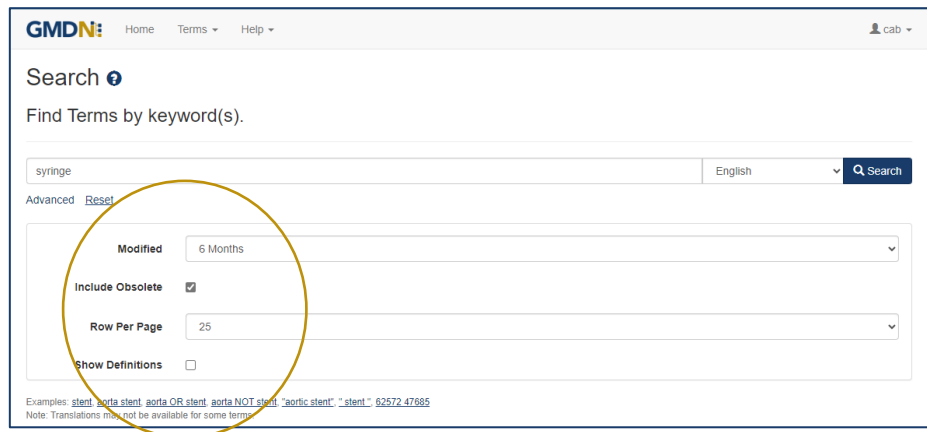 GMDN Home Terms Help cab
Search ?
Find Terms by keyword(s).
syringe English Search
Advanced Reset
Modified 6 Months
Include Obsolete
Row Per Page 25
Show Definitions
Examples: stent, aorta stent, aorta OR stent, aorta NOT stent, "aortic stent", " stent ", 62572 47685
Note: Translations may not be available for some terms